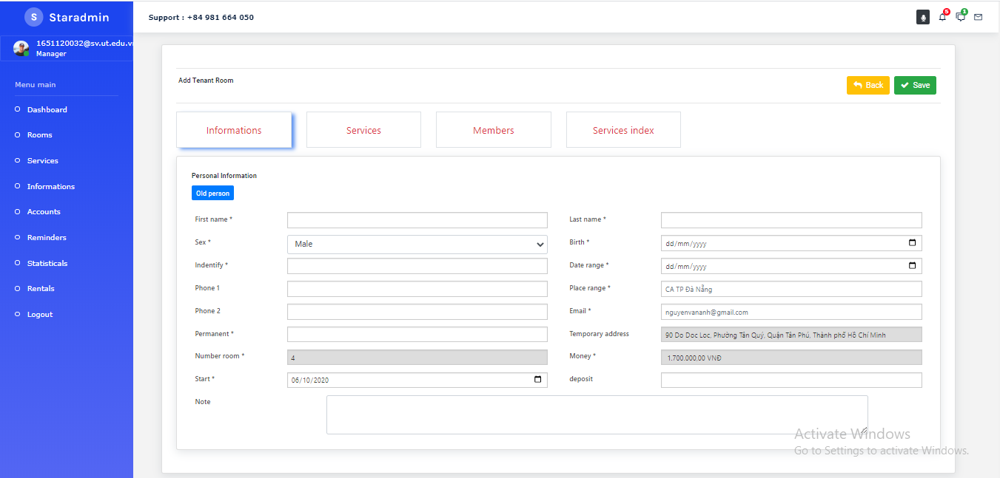 S Staradmin
Support : +84 981 664 050
5
1
1651120032@sv.ut.edu.v
Manager
Menu main
Dashboard
Rooms
Services
Informations
Accounts
Reminders
Statisticals
Rentals
Logout
Add Tenant Room
Back
Save
Informations
Services
Members
Services index
Personal Information
Old person
First name *
Last name *
Sex *
Male
Birth *
dd/mm/yyyy
Indentify *
Date range *
dd/mm/yyyy
Phone 1
Place range *
CA TP Đà Nẵng
Phone 2
Email *
nguyenvananh@gmail.com
Permanent *
Temporary address
90 Do Doc Loc, Phường Tân Quý, Quận Tân Phú, Thành phố Hồ Chí Minh
Number room *
4
Money *
1.700.000,00 VNĐ
Start *
06/10/2020
deposit
Note
Activate Windows
Go to Settings to activate Windows.